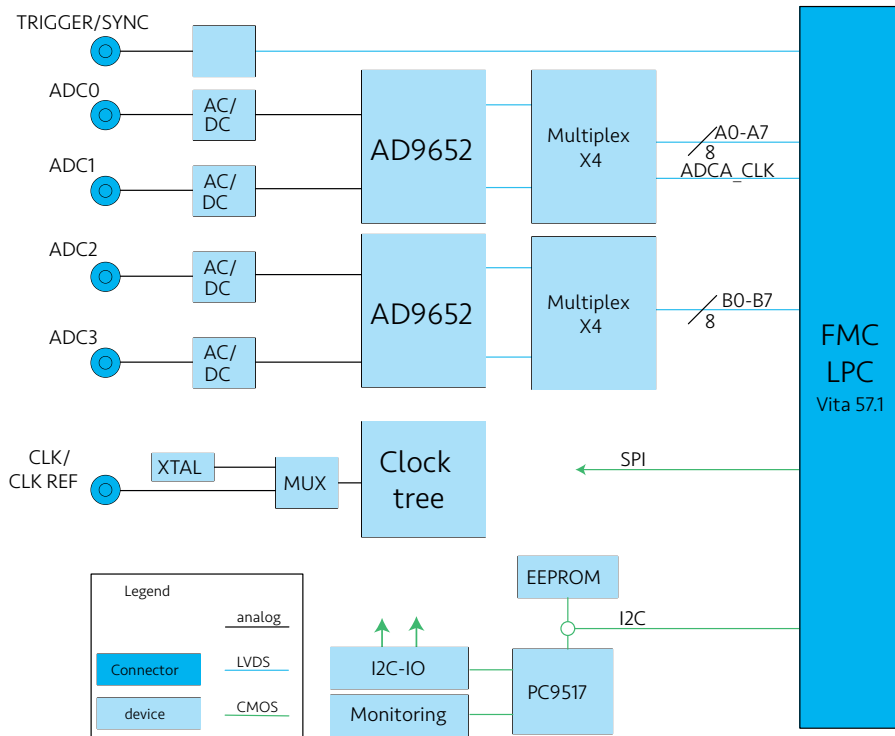 TRIGGER/SYNC
ADC0
AC/
DC
ADC1
AC/
DC
AD9652
Multiplex
X4
A0-A7
8
ADCA_CLK
ADC2
AC/
DC
ADC3
AC/
DC
AD9652
Multiplex
X4
B0-B7
8
FMC
LPC
Vita 57.1
CLK/
CLK REF
XTAL
MUX
Clock
tree
SPI
EEPROM
I2C
I2C-IO
Monitoring
PC9517
Legend
analog
Connector
LVDS
device
CMOS